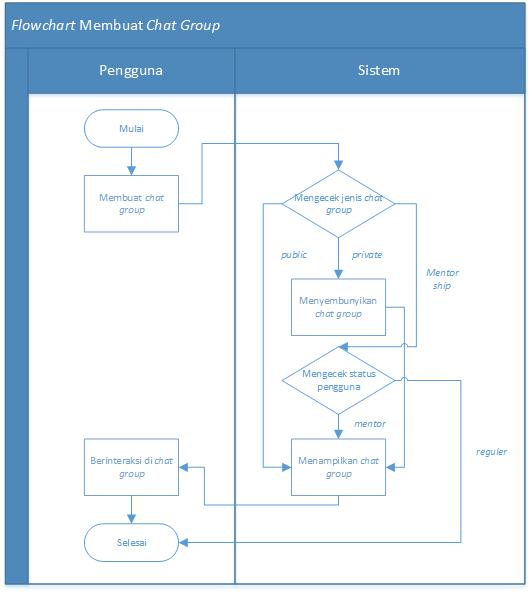 Flowchart Membuat Chat Group
Pengguna
Sistem
Mulai
Membuat chat
group
Mengecek jenis chat
group
public
private
Mentor
ship
Menyembunyikan
chat group
Mengecek status
pengguna
mentor
reguler
Berinteraksi di chat
group
Menampilkan chat
group
Selesai